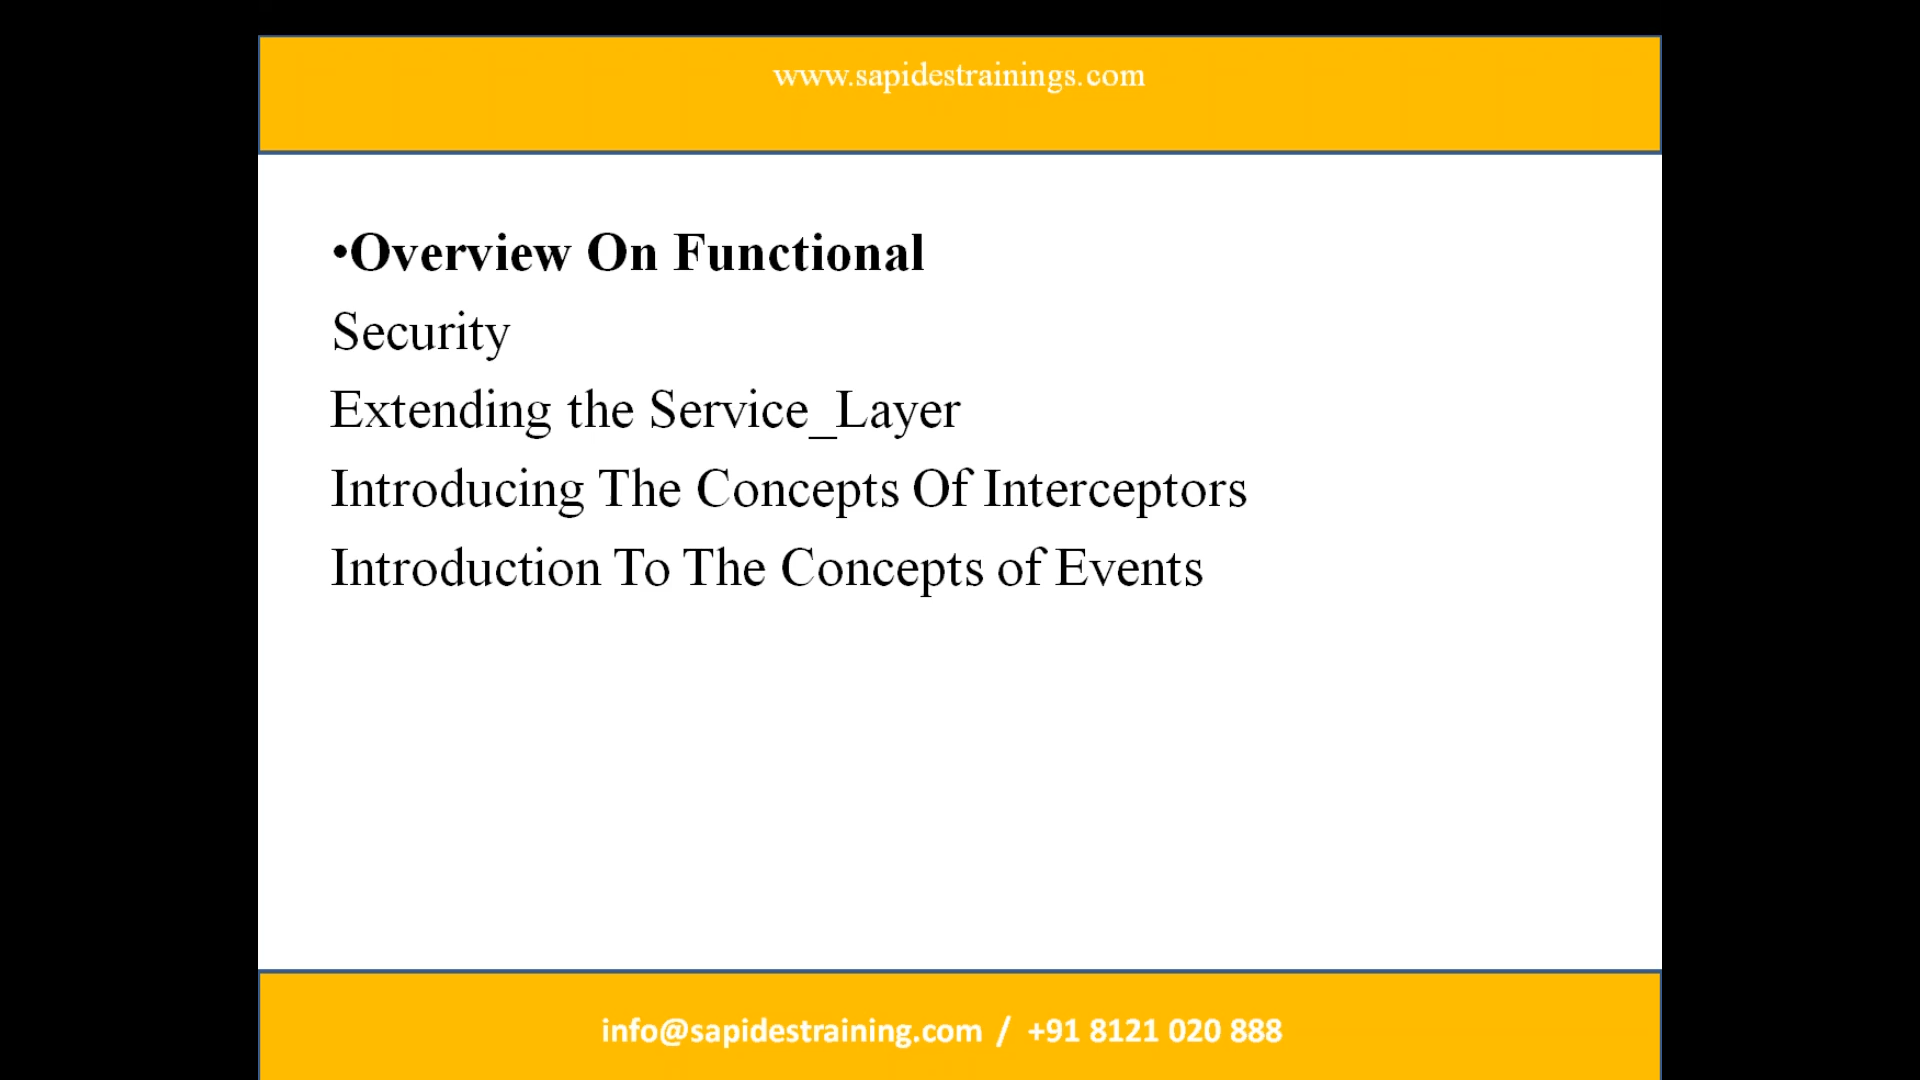 www.sapidestrainings.com
•Overview On Functional
Security
Extending the Service_Layer
Introducing The Concepts Of Interceptors
Introduction To The Concepts of Events
info@sapidestraining.com / +91 8121 020 888